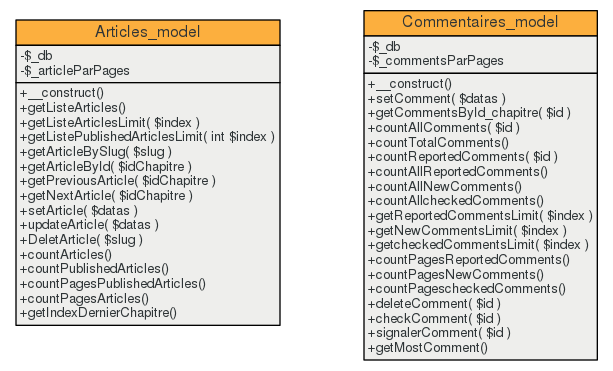 Articles_model
-$_db
-$_articleParPages
+__construct()
+getListeArticles()
+getListeArticlesLimit( $index )
+getListePublishedArticlesLimit( int $index )
+getArticleBySlug( $slug )
+getArticleById( $idChapitre )
+getPreviousArticle( $idChapitre )
+getNextArticle( $idChapitre )
+setArticle( $datas )
+updateArticle( $datas )
+DeletArticle( $slug )
+countArticles()
+countPublishedArticles()
+countPagesPublishedArticles()
+countPagesArticles()
+getIndexDernierChapitre()
Commentaires_model
-$_db
-$_commentsParPages
+__construct()
+setComment( $datas )
+getCommentsById_chapitre( $id )
+countAllComments( $id )
+countTotalComments()
+countReportedComments( $id )
+countAllReportedComments()
+countAllNewComments()
+countAllcheckedComments()
+getReportedCommentsLimit( $index )
+getNewCommentsLimit( $index )
+getcheckedCommentsLimit( $index )
+countPagesReportedComments()
+countPagesNewComments()
+countPagescheckedComments()
+deleteComment( $id )
+checkComment( $id )
+signalerComment( $id )
+getMostComment()